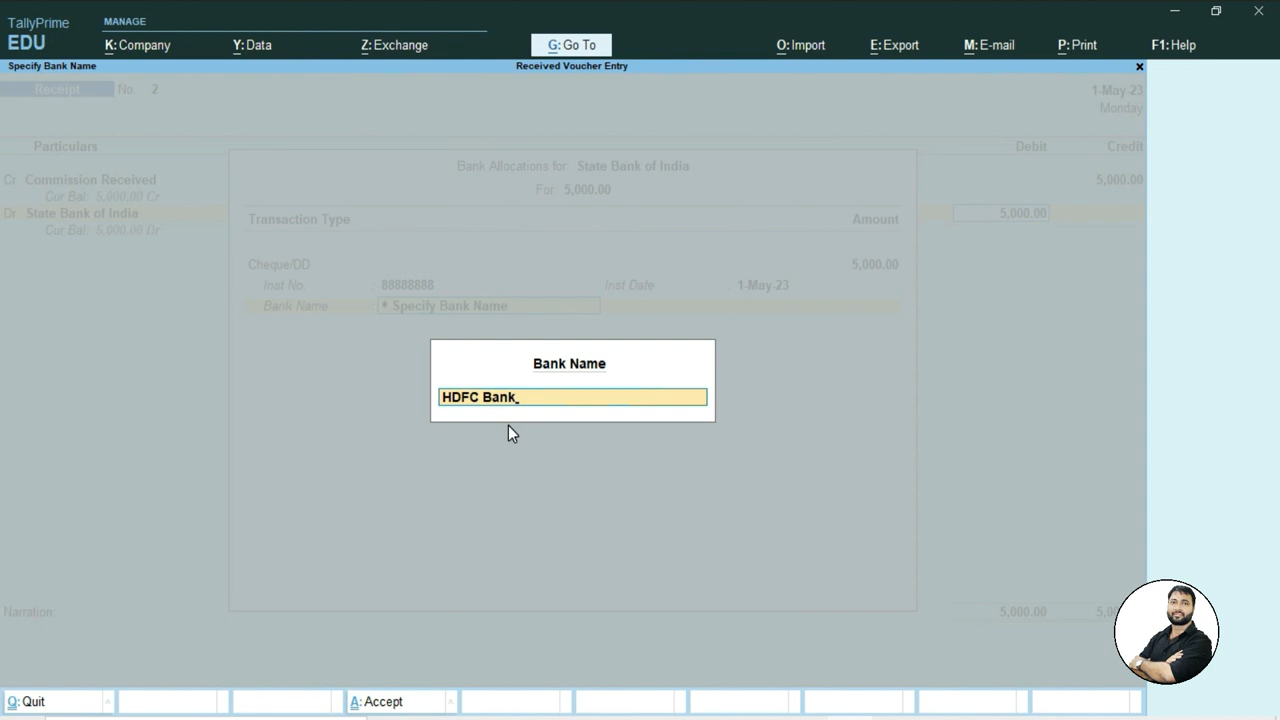 TallyPrime
EDU
MANAGE
K: Company
Y: Data
Z: Exchange
G: Go To
O: Import
E: Export
M: E-mail
P: Print
F1: Help
Specify Bank Name
Received Voucher Entry
×
Receipt No. 2
1-May-23
Monday
Particulars
Debit
Credit
Bank Allocations for: State Bank of India
For: 5,000.00
Cr Commission Received
5,000.00
Cur Bal: 5,000.00 Cr
Dr State Bank of India
5,000.00
Cur Bal: 5,000.00 Dr
Transaction Type
Amount
Cheque/DD
5,000.00
Inst No. : 88888888
Inst Date : 1-May-23
Bank Name : * Specify Bank Name
Bank Name
HDFC Bank_
Narration:
5,000.00
5,0
Q: Quit
A: Accept